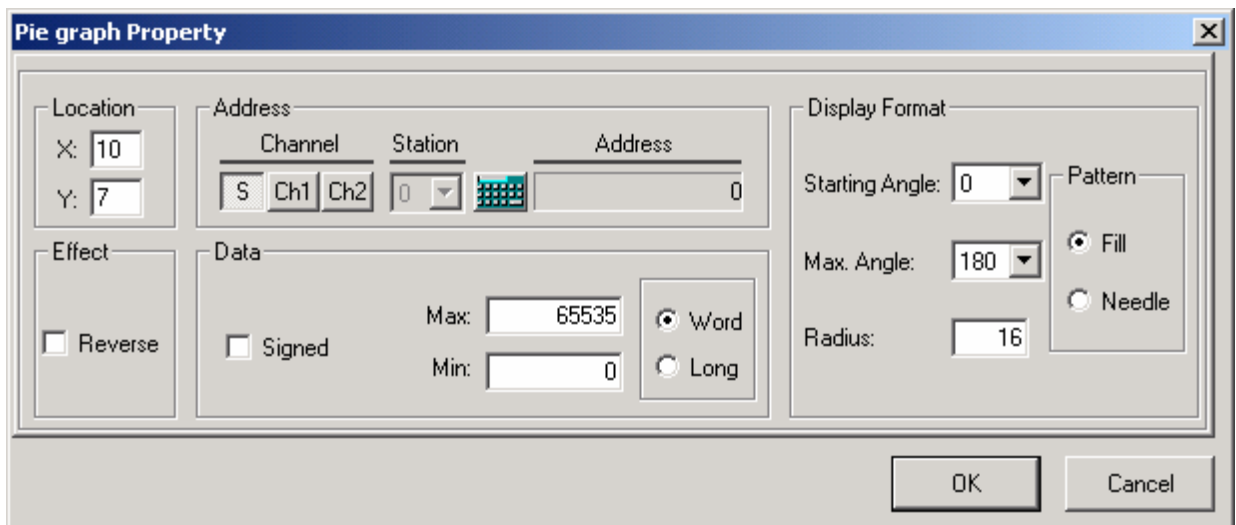 Pie graph Property
Location
X: 10
Y: 7
Address
Channel Station Address
S Ch1 Ch2 0 0
Effect
Reverse
Data
Signed
Max: 65535
Min: 0
Word
Long
Display Format
Starting Angle: 0
Max. Angle: 180
Radius: 16
Pattern
Fill
Needle
OK Cancel